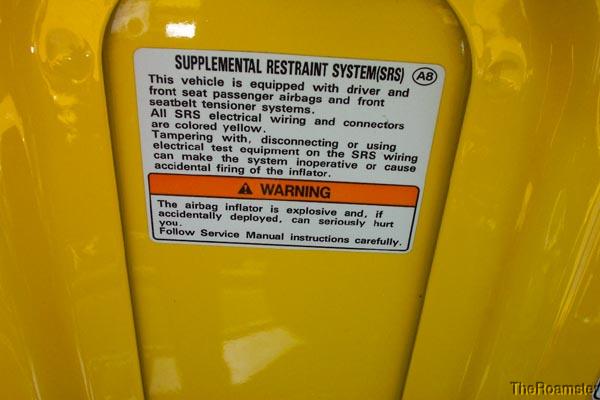 SUPPLEMENTAL RESTRAINT SYSTEM(SRS) A8
This vehicle is equipped with driver and
front seat passenger airbags and front
seatbelt tensioner systems.
All SRS electrical wiring and connectors
are colored yellow.
Tampering with, disconnecting or using
electrical test equipment on the SRS wiring
can make the system inoperative or cause
accidental firing of the inflator.
⚠ WARNING
The airbag inflator is explosive and, if
accidentally deployed, can seriously hurt
you.
Follow Service Manual instructions carefully.
TheRoamster